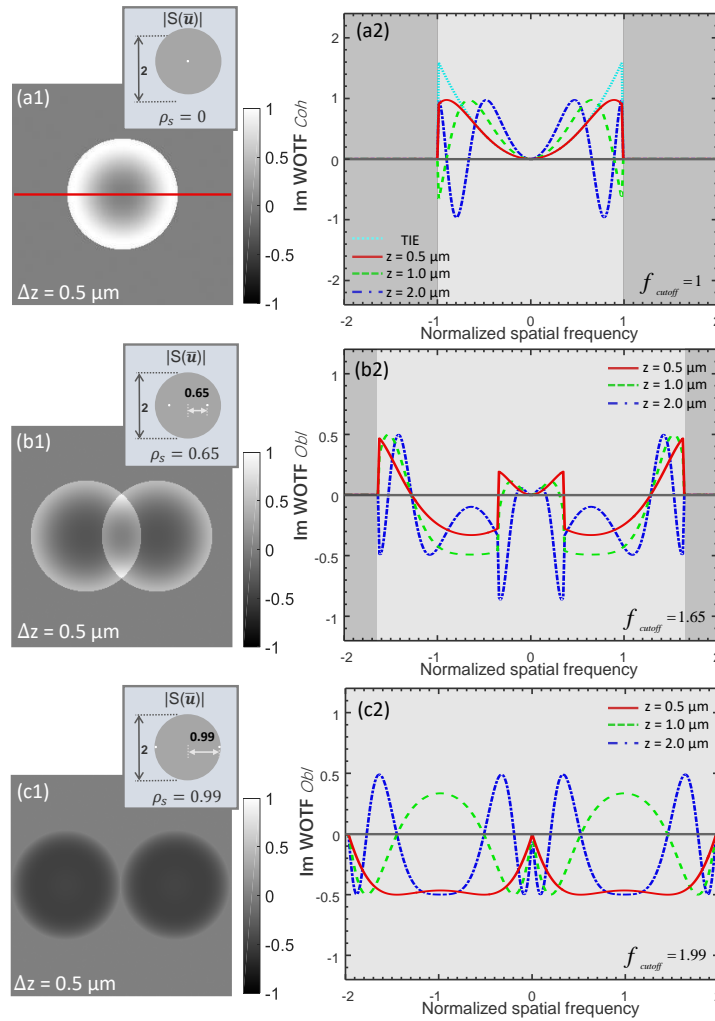 |S(ū)|
2
ρs = 0
(a1)
Δz = 0.5 μm
1
0.5
0
-0.5
-1
(a2)
Im WOTF Coh
2
1
0
-1
-2
TIE
z = 0.5 μm
z = 1.0 μm
z = 2.0 μm
f cutoff = 1
-2 -1 0 1 2
Normalized spatial frequency
|S(ū)|
2
0.65
ρs = 0.65
(b1)
Δz = 0.5 μm
1
0.5
0
-0.5
-1
(b2)
Im WOTF Obl
1
0.5
0
-0.5
-1
z = 0.5 μm
z = 1.0 μm
z = 2.0 μm
f cutoff = 1.65
-2 -1 0 1 2
Normalized spatial frequency
|S(ū)|
2
0.99
ρs = 0.99
(c1)
Δz = 0.5 μm
1
0.5
0
-0.5
-1
(c2)
Im WOTF Obl
1
0.5
0
-0.5
-1
z = 0.5 μm
z = 1.0 μm
z = 2.0 μm
f cutoff = 1.99
-2 -1 0 1 2
Normalized spatial frequency